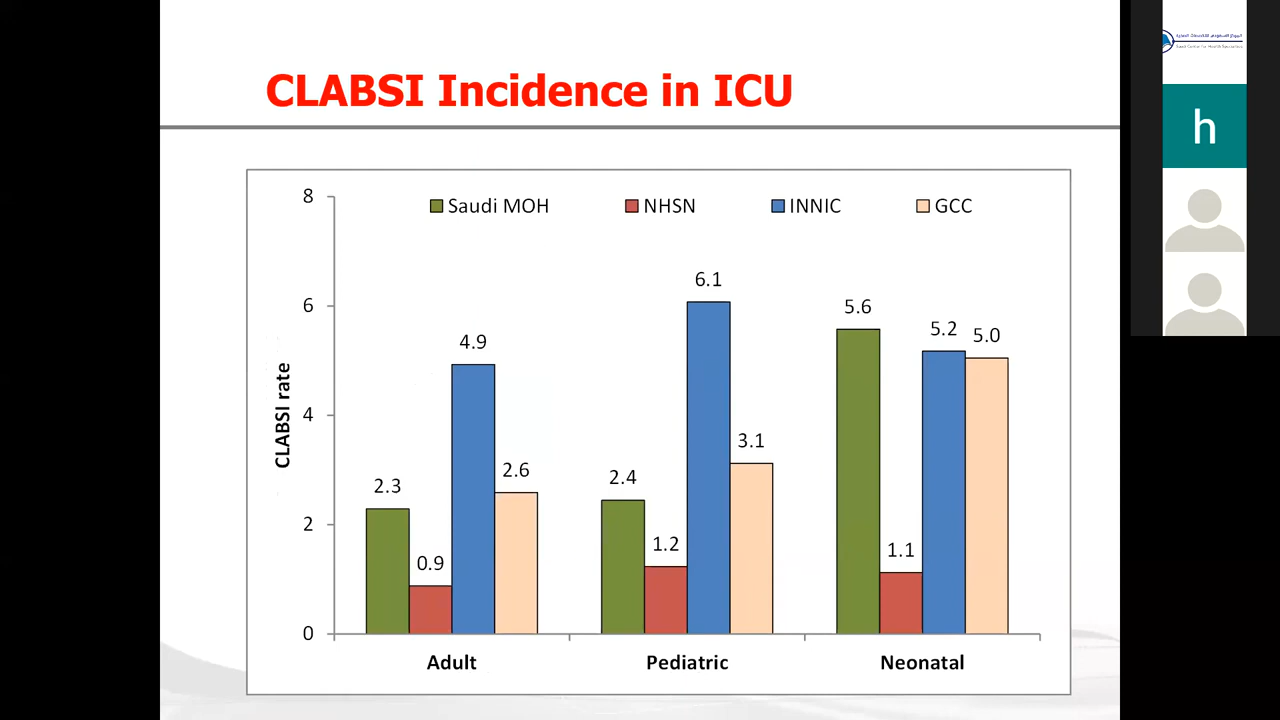 CLABSI Incidence in ICU
Saudi MOH NHSN INNIC GCC
CLABSI rate
8
6
4
2
0
2.3 0.9 4.9 2.6
2.4 1.2 6.1 3.1
5.6 1.1 5.2 5.0
Adult Pediatric Neonatal
h